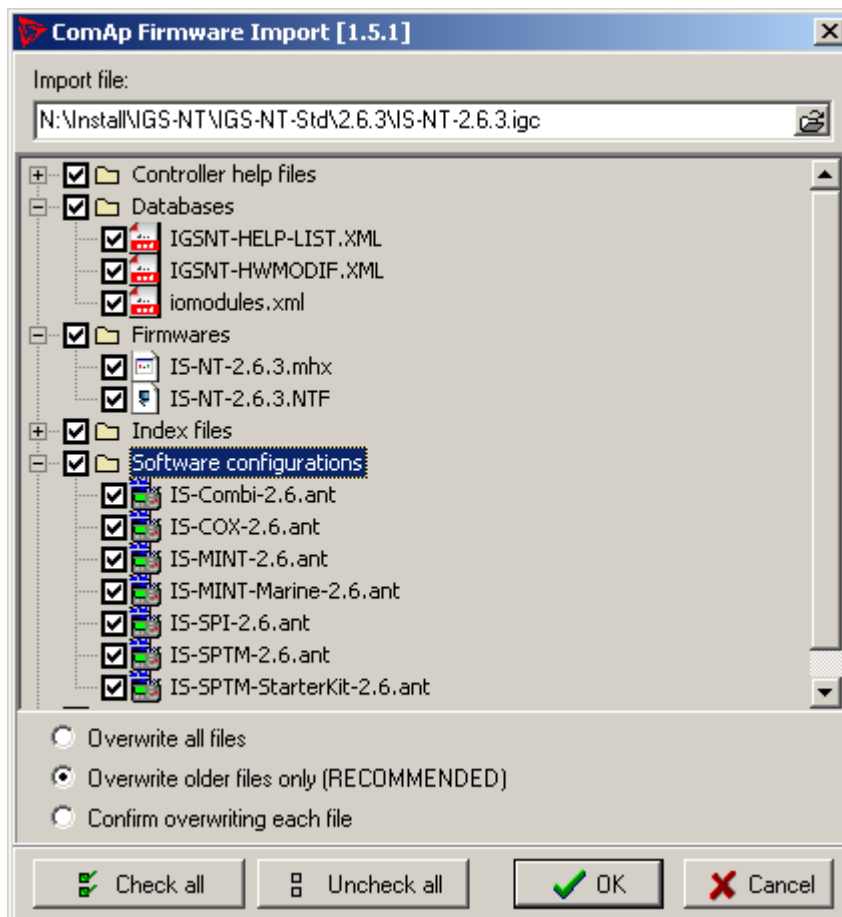 ComAp Firmware Import [1.5.1]
Import file:
N:\Install\IGS-NT\IGS-NT-Std\2.6.3\IS-NT-2.6.3.igc
Controller help files
Databases
IGSNT-HELP-LIST.XML
IGSNT-HWMODIF.XML
iomodules.xml
Firmwares
IS-NT-2.6.3.mhx
IS-NT-2.6.3.NTF
Index files
Software configurations
IS-Combi-2.6.ant
IS-COX-2.6.ant
IS-MINT-2.6.ant
IS-MINT-Marine-2.6.ant
IS-SPI-2.6.ant
IS-SPTM-2.6.ant
IS-SPTM-StarterKit-2.6.ant
Overwrite all files
Overwrite older files only (RECOMMENDED)
Confirm overwriting each file
Check all
Uncheck all
OK
Cancel